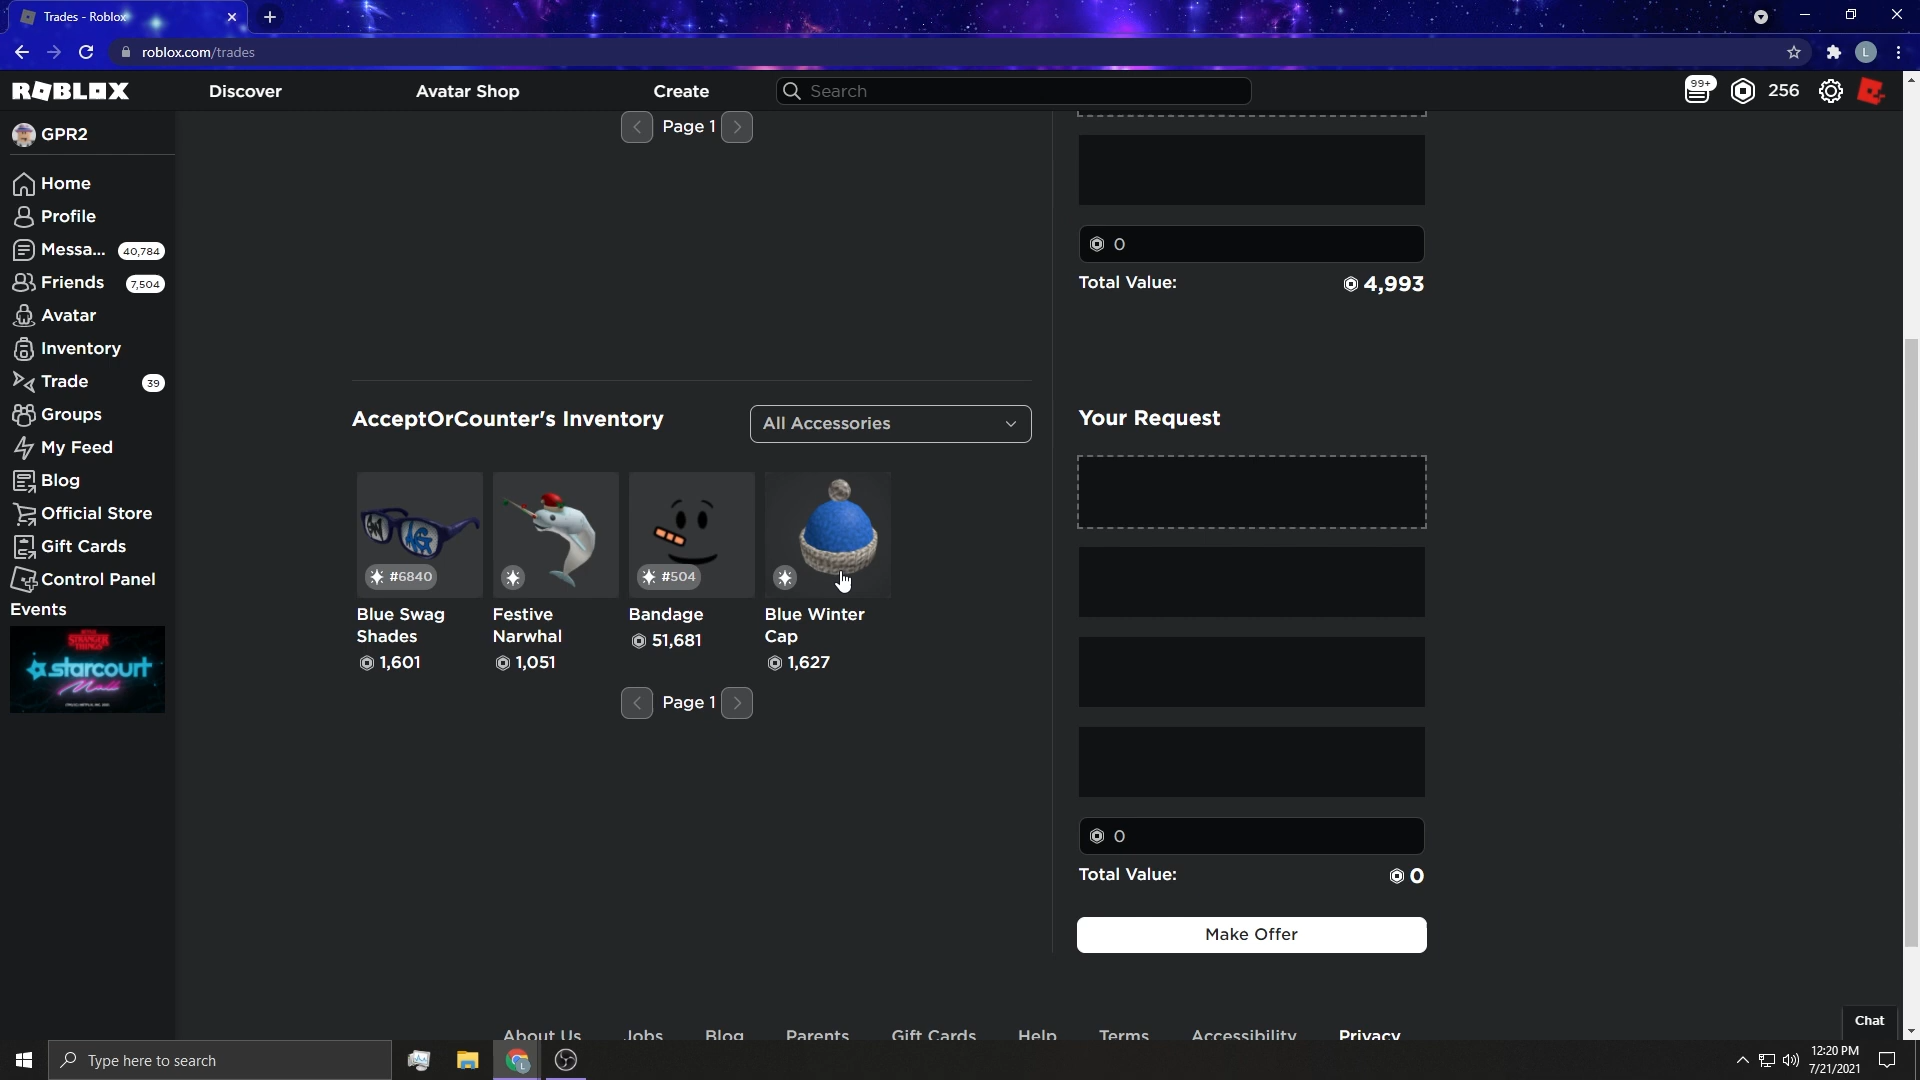 Trades - Roblox
roblox.com/trades
ROBLOX
Discover
Avatar Shop
Create
Search
99+
256
GPR2
Home
Profile
Messa... 40,784
Friends 7,504
Avatar
Inventory
Trade 39
Groups
My Feed
Blog
Official Store
Gift Cards
Control Panel
Events
starcourt
Mall
Page 1
0
Total Value: 4,993
AcceptOrCounter's Inventory
All Accessories
Your Request
#6840
#504
Blue Swag
Shades
1,601
Festive
Narwhal
1,051
Bandage
51,681
Blue Winter
Cap
1,627
Page 1
0
Total Value: 0
Make Offer
About Us Jobs Blog Parents Gift Cards Help Terms Accessibility Privacy
Chat
Type here to search
12:20 PM
7/21/2021
L